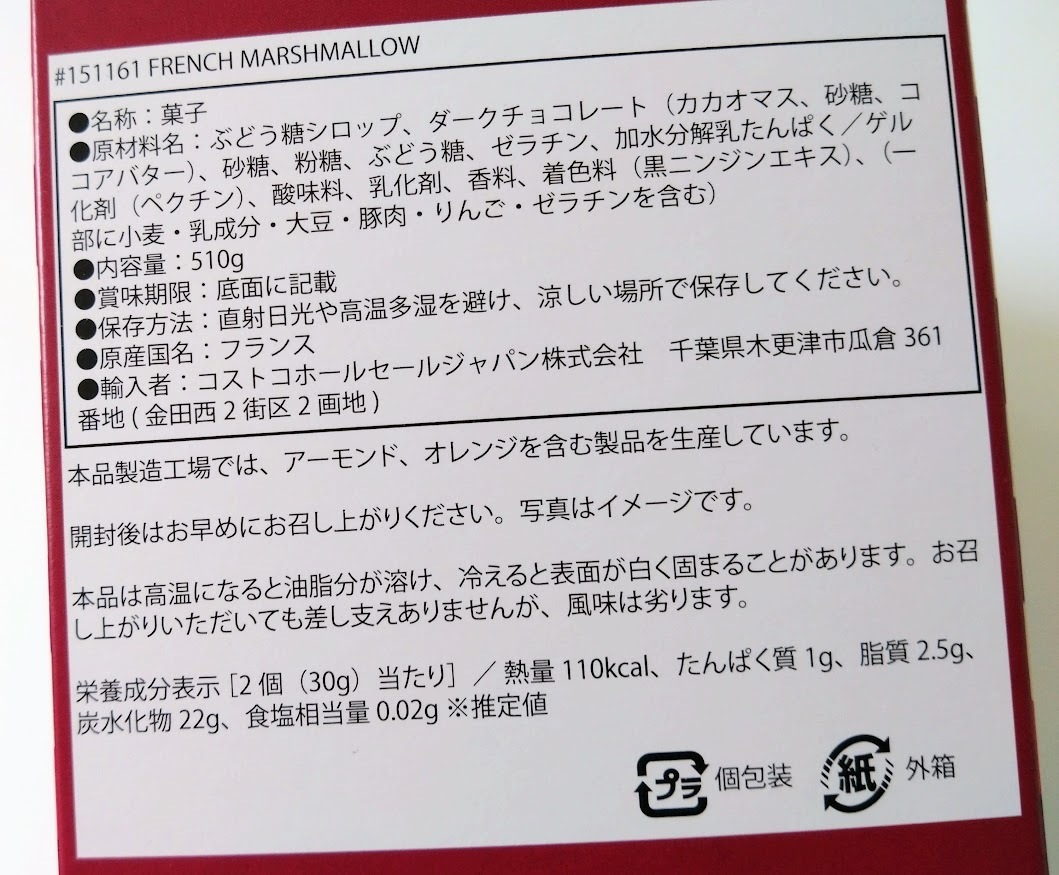 #151161 FRENCH MARSHMALLOW
●名称：菓子
●原材料名：ぶどう糖シロップ、ダークチョコレート（カカオマス、砂糖、コ
コアバター）、砂糖、粉糖、ぶどう糖、ゼラチン、加水分解乳たんぱく／ゲル
化剤（ペクチン）、酸味料、乳化剤、香料、着色料（黒ニンジンエキス）、（一
部に小麦・乳成分・大豆・豚肉・りんご・ゼラチンを含む）
●内容量：510g
●賞味期限：底面に記載
●保存方法：直射日光や高温多湿を避け、涼しい場所で保存してください。
●原産国名：フランス
●輸入者：コストコホールセールジャパン株式会社　千葉県木更津市瓜倉 361
番地 ( 金田西 2 街区 2 画地 )
本品製造工場では、アーモンド、オレンジを含む製品を生産しています。
開封後はお早めにお召し上がりください。写真はイメージです。
本品は高温になると油脂分が溶け、冷えると表面が白く固まることがあります。お召
し上がりいただいても差し支えありませんが、風味は劣ります。
栄養成分表示［2 個（30g）当たり］／熱量 110kcal、たんぱく質 1g、脂質 2.5g、
炭水化物 22g、食塩相当量 0.02g ※推定値
プラ 個包装 紙 外箱